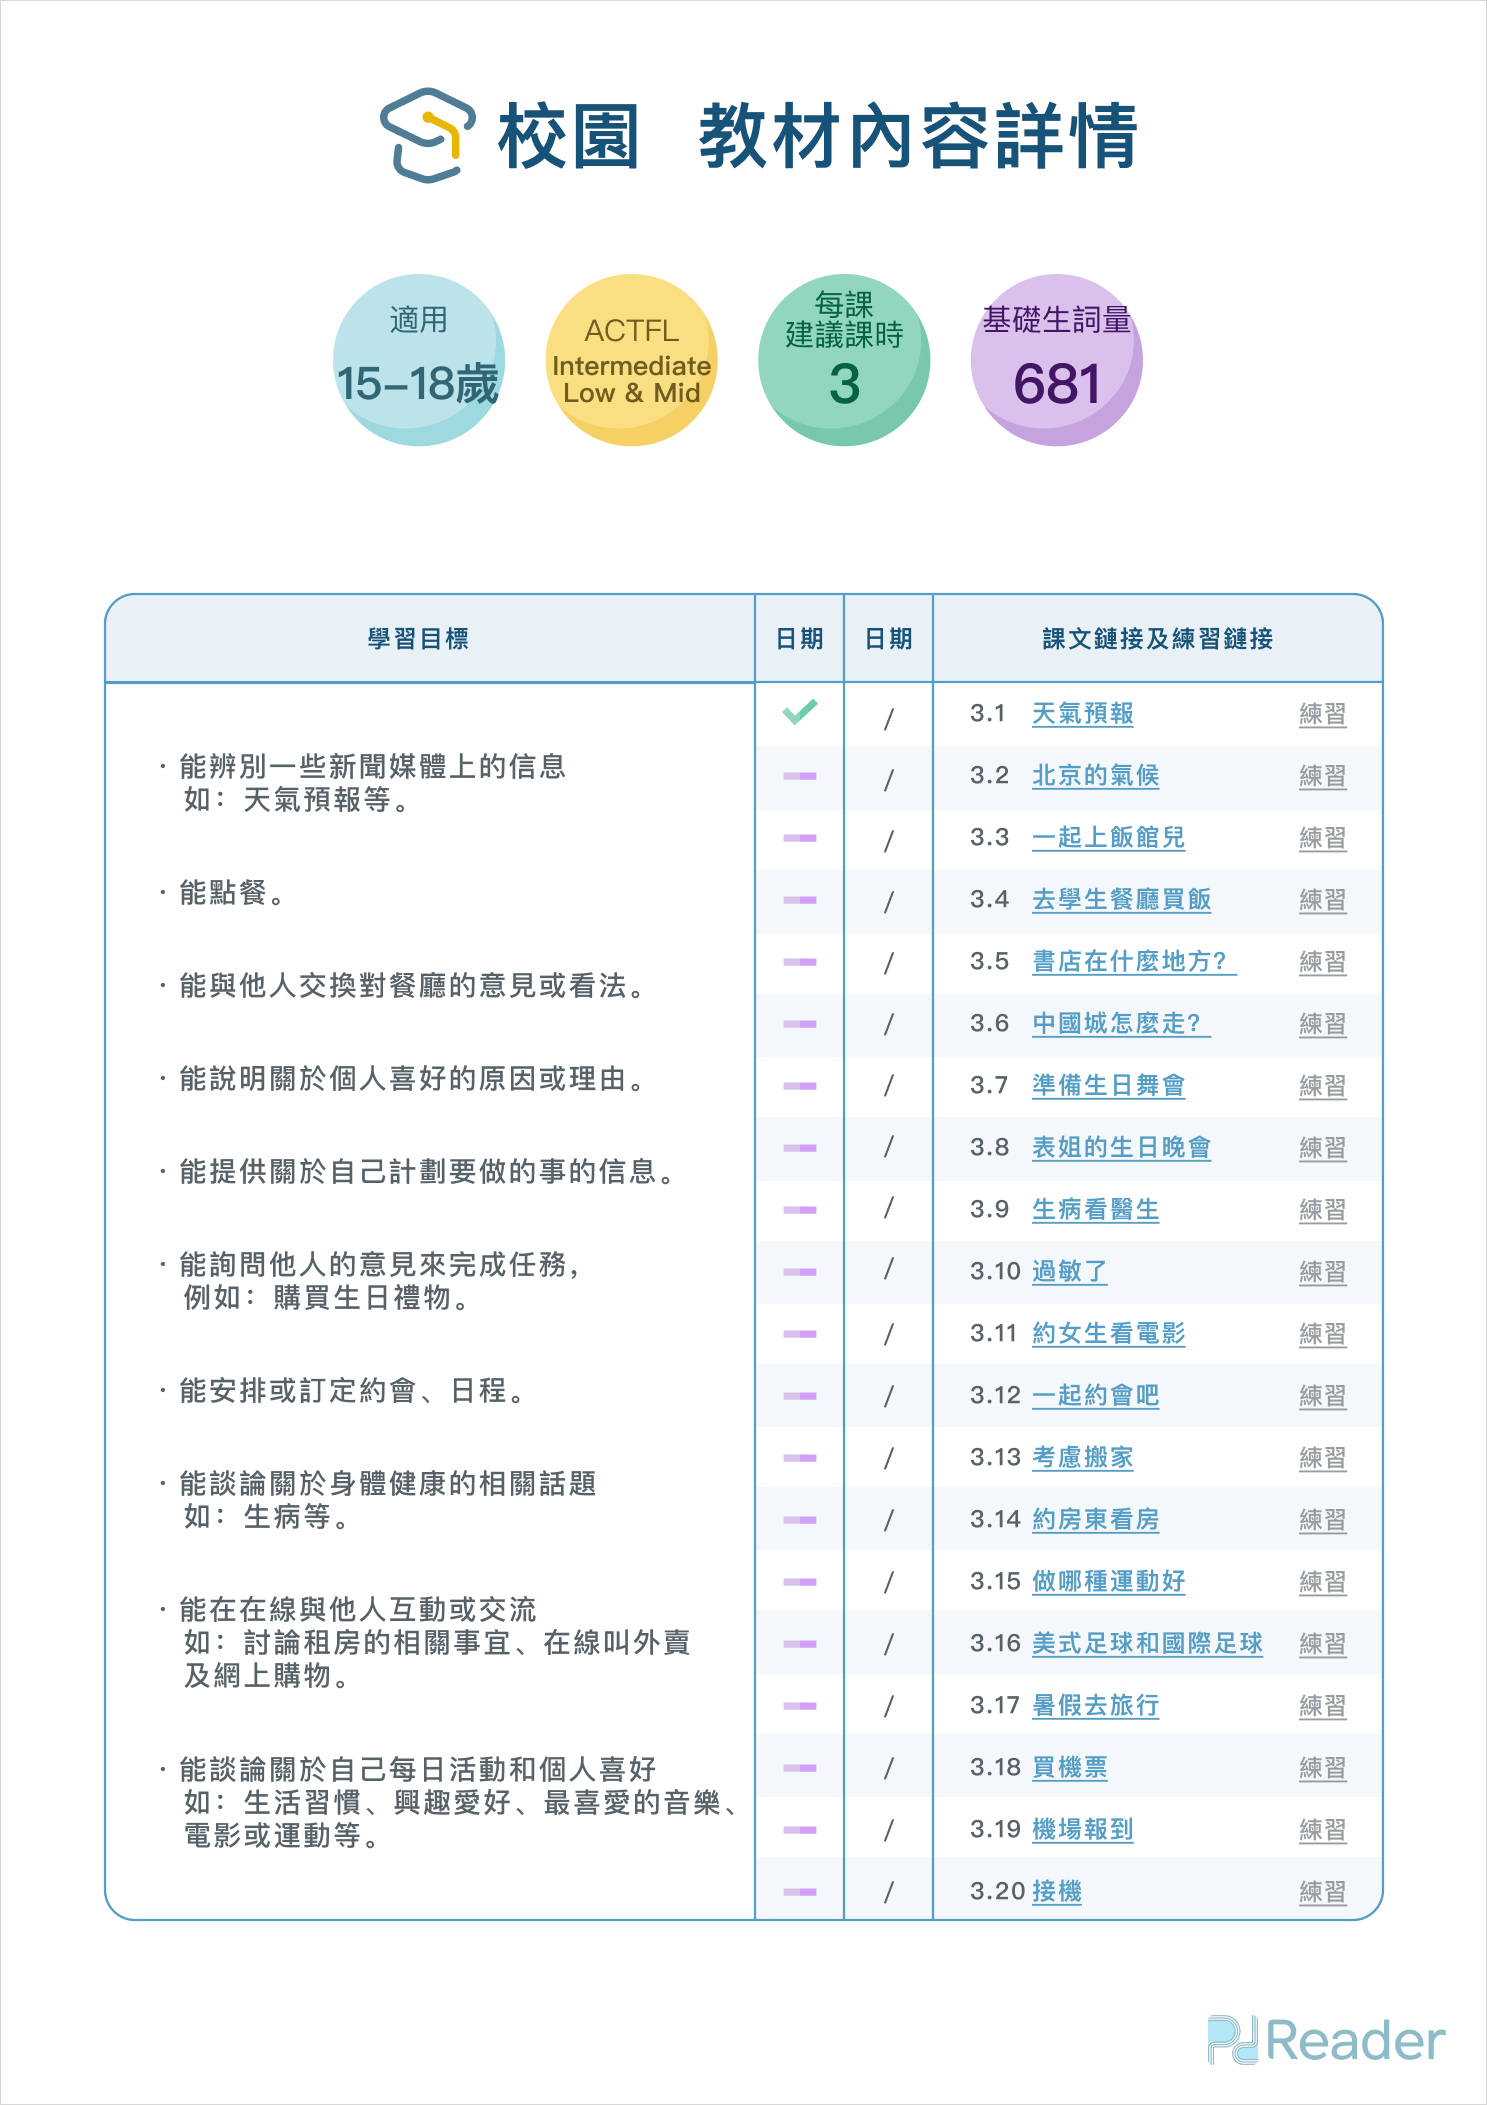 校園 教材內容詳情
適用
15-18歲
ACTFL
Intermediate
Low & Mid
每課
建議課時
3
基礎生詞量
681
學習目標 日期 日期 課文鏈接及練習鏈接
· 能辨別一些新聞媒體上的信息
如：天氣預報等。
· 能點餐。
· 能與他人交換對餐廳的意見或看法。
· 能說明關於個人喜好的原因或理由。
· 能提供關於自己計劃要做的事的信息。
· 能詢問他人的意見來完成任務，
例如：購買生日禮物。
· 能安排或訂定約會、日程。
· 能談論關於身體健康的相關話題
如：生病等。
· 能在在線與他人互動或交流
如：討論租房的相關事宜、在線叫外賣
及網上購物。
· 能談論關於自己每日活動和個人喜好
如：生活習慣、興趣愛好、最喜愛的音樂、
電影或運動等。
/ 3.1 天氣預報 練習
/ 3.2 北京的氣候 練習
/ 3.3 一起上飯館兒 練習
/ 3.4 去學生餐廳買飯 練習
/ 3.5 書店在什麼地方？ 練習
/ 3.6 中國城怎麼走？ 練習
/ 3.7 準備生日舞會 練習
/ 3.8 表姐的生日晚會 練習
/ 3.9 生病看醫生 練習
/ 3.10 過敏了 練習
/ 3.11 約女生看電影 練習
/ 3.12 一起約會吧 練習
/ 3.13 考慮搬家 練習
/ 3.14 約房東看房 練習
/ 3.15 做哪種運動好 練習
/ 3.16 美式足球和國際足球 練習
/ 3.17 暑假去旅行 練習
/ 3.18 買機票 練習
/ 3.19 機場報到 練習
/ 3.20 接機 練習
Pd Reader